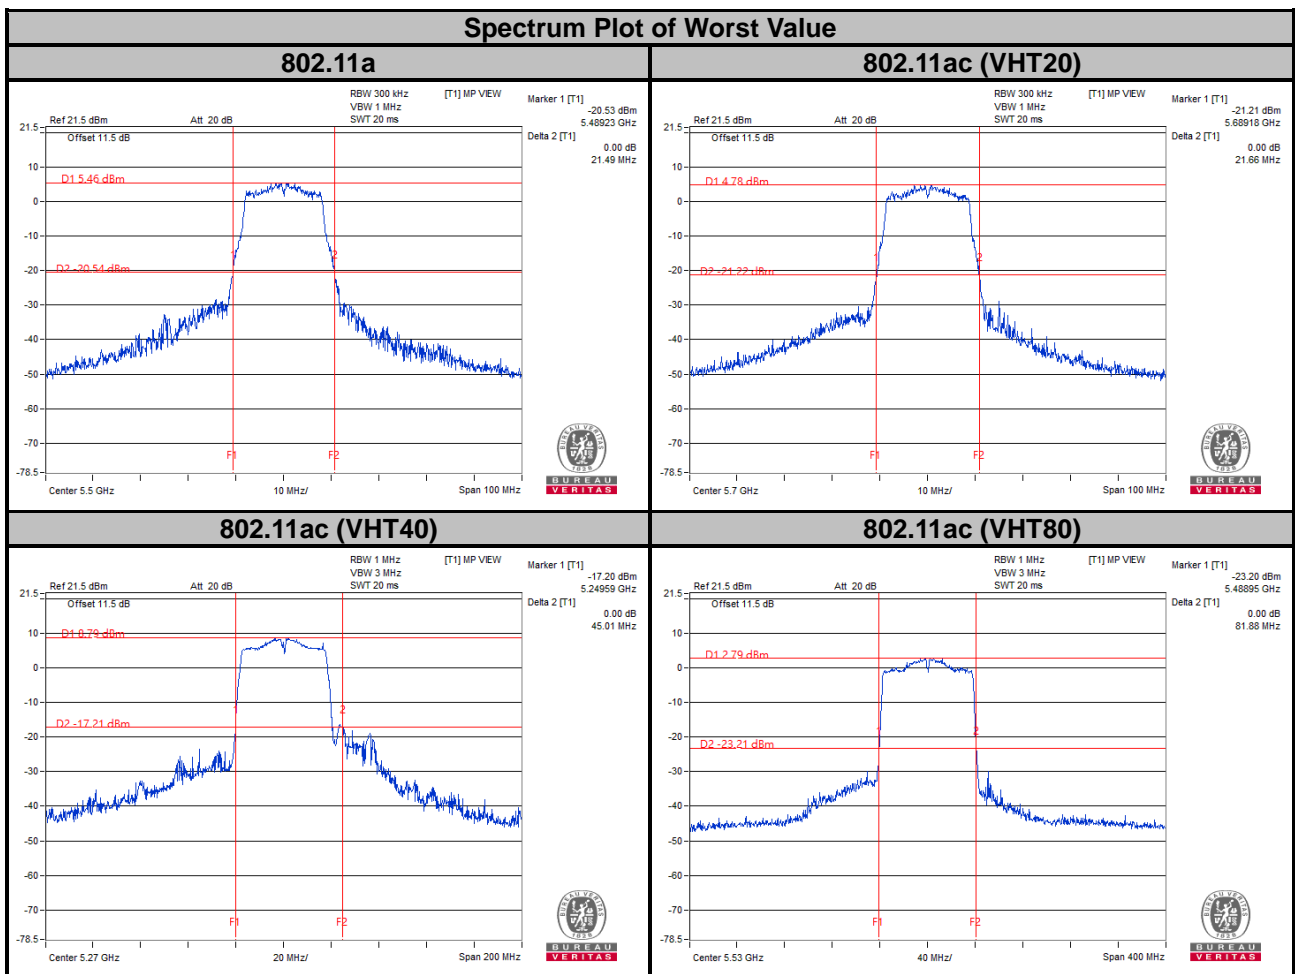 Spectrum Plot of Worst Value
802.11a
RBW 300 kHz
[T1] MP VIEW
VBW 1 MHz
Ref 21.5 dBm
Att 20 dB
SWT 20 ms
Marker 1 [T1]
-20.53 dBm
5.48923 GHz
Delta 2 [T1]
0.00 dB
21.49 MHz
21.5
Offset 11.5 dB
10
D1 5.46 dBm
0
-10
1
2
-20
D2 -20.54 dBm
-30
-40
-50
-60
-70
F1
F2
-78.5
Center 5.5 GHz
10 MHz/
Span 100 MHz
1828
BUREAU
VERITAS
802.11ac (VHT20)
RBW 300 kHz
[T1] MP VIEW
VBW 1 MHz
Ref 21.5 dBm
Att 20 dB
SWT 20 ms
Marker 1 [T1]
-21.21 dBm
5.68918 GHz
Delta 2 [T1]
0.00 dB
21.66 MHz
21.5
Offset 11.5 dB
10
D1 4.78 dBm
0
-10
1
2
-20
D2 -21.22 dBm
-30
-40
-50
-60
-70
F1
F2
-78.5
Center 5.7 GHz
10 MHz/
Span 100 MHz
1828
BUREAU
VERITAS
802.11ac (VHT40)
RBW 1 MHz
[T1] MP VIEW
VBW 3 MHz
Ref 21.5 dBm
Att 20 dB
SWT 20 ms
Marker 1 [T1]
-17.20 dBm
5.24959 GHz
Delta 2 [T1]
0.00 dB
45.01 MHz
21.5
Offset 11.5 dB
10
0
-10
1
2
D2 -17.21 dBm
-20
-30
-40
-50
-60
-70
F1
F2
-78.5
Center 5.27 GHz
20 MHz/
Span 200 MHz
1828
BUREAU
VERITAS
802.11ac (VHT80)
RBW 1 MHz
[T1] MP VIEW
VBW 3 MHz
Ref 21.5 dBm
Att 20 dB
SWT 20 ms
Marker 1 [T1]
-23.20 dBm
5.48895 GHz
Delta 2 [T1]
0.00 dB
81.88 MHz
21.5
Offset 11.5 dB
10
D1 2.79 dBm
0
-10
1
2
-20
D2 -23.21 dBm
-30
-40
-50
-60
-70
F1
F2
-78.5
Center 5.53 GHz
40 MHz/
Span 400 MHz
1828
BUREAU
VERITAS